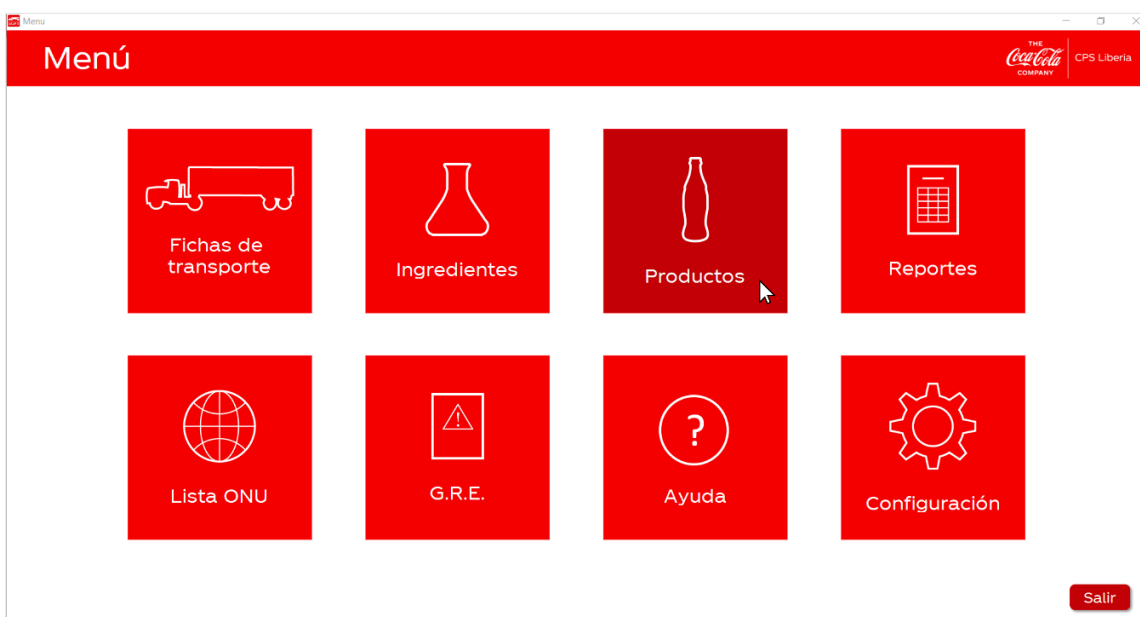 Menu
Menú
THE
Coca-Cola
COMPANY
CPS Liberia
Fichas de
transporte
Ingredientes
Productos
Reportes
Lista ONU
G.R.E.
?
Ayuda
Configuración
Salir